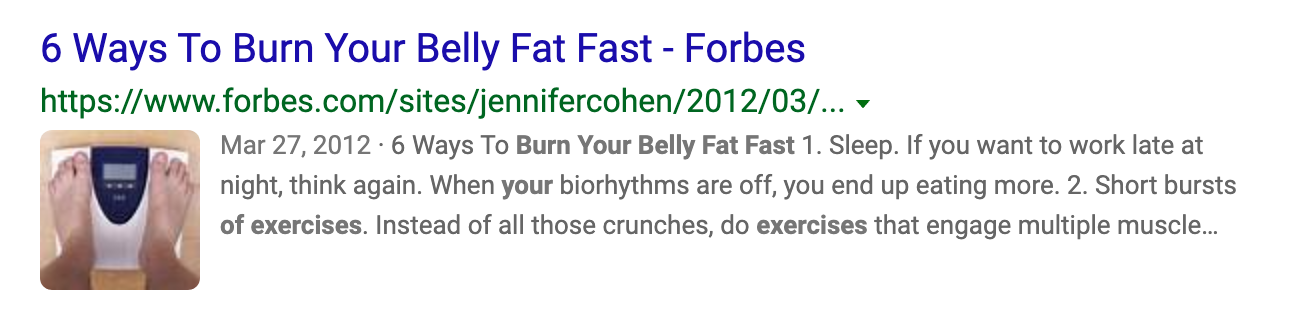 6 Ways To Burn Your Belly Fat Fast - Forbes
https://www.forbes.com/sites/jennifercohen/2012/03/...
Mar 27, 2012 · 6 Ways To Burn Your Belly Fat Fast 1. Sleep. If you want to work late at
night, think again. When your biorhythms are off, you end up eating more. 2. Short bursts
of exercises. Instead of all those crunches, do exercises that engage multiple muscle…